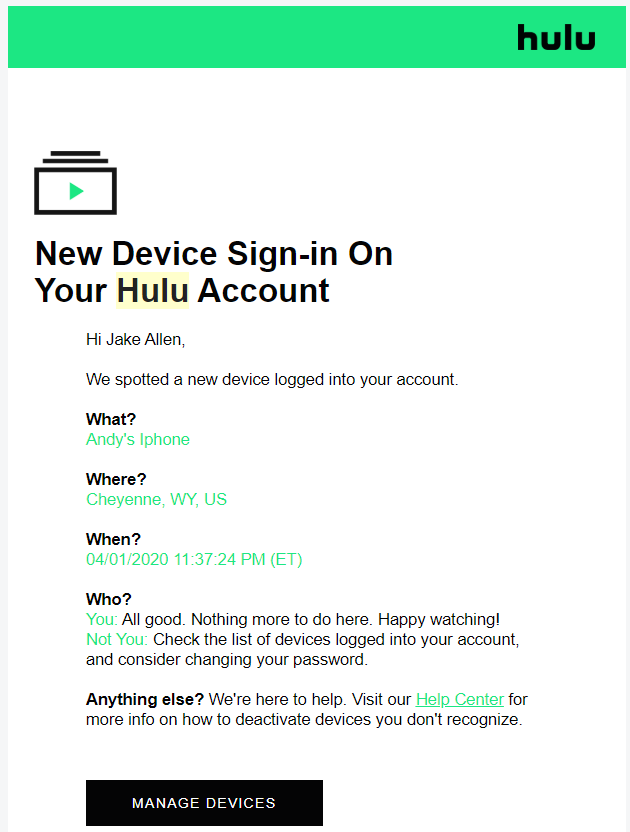 hulu
New Device Sign-in On
Your Hulu Account
Hi Jake Allen,
We spotted a new device logged into your account.
What?
Andy's Iphone
Where?
Cheyenne, WY, US
When?
04/01/2020 11:37:24 PM (ET)
Who?
You: All good. Nothing more to do here. Happy watching!
Not You: Check the list of devices logged into your account,
and consider changing your password.
Anything else? We're here to help. Visit our Help Center for
more info on how to deactivate devices you don't recognize.
MANAGE DEVICES